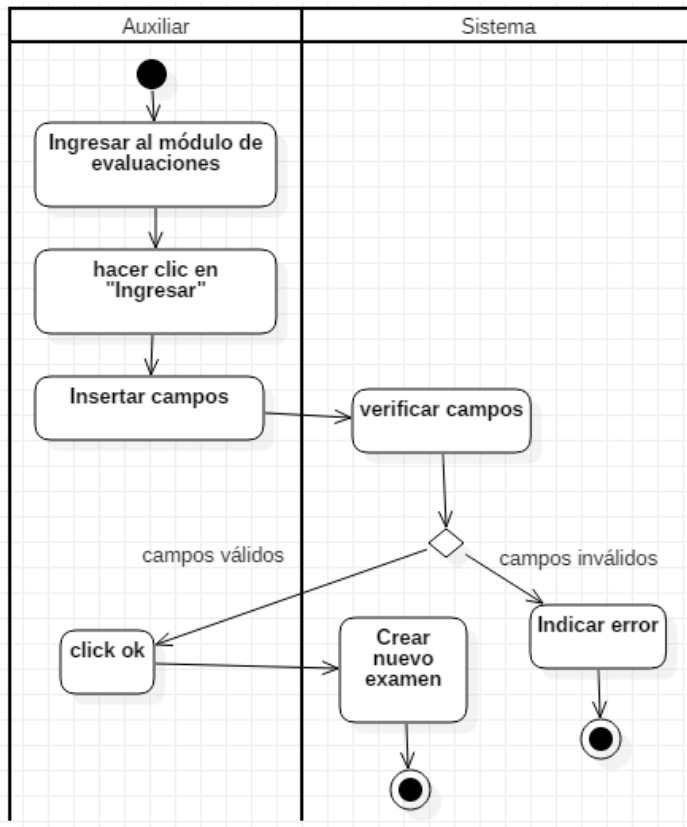 Auxiliar
Sistema
Ingresar al módulo de
evaluaciones
hacer clic en
"Ingresar"
Insertar campos
verificar campos
campos válidos
campos inválidos
click ok
Crear
nuevo
examen
Indicar error